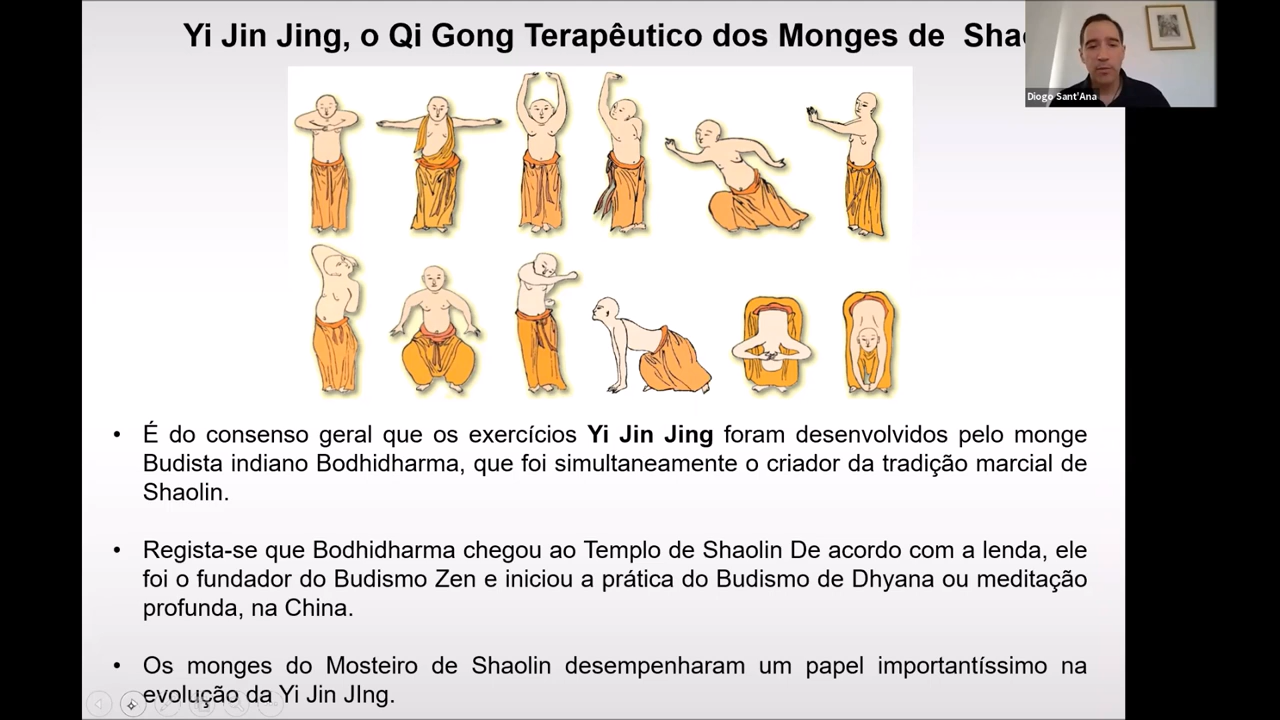 Yi Jin Jing, o Qi Gong Terapêutico dos Monges de Shao
Diogo Sant'Ana
• É do consenso geral que os exercícios Yi Jin Jing foram desenvolvidos pelo monge
Budista indiano Bodhidharma, que foi simultaneamente o criador da tradição marcial de
Shaolin.
• Regista-se que Bodhidharma chegou ao Templo de Shaolin De acordo com a lenda, ele
foi o fundador do Budismo Zen e iniciou a prática do Budismo de Dhyana ou meditação
profunda, na China.
• Os monges do Mosteiro de Shaolin desempenharam um papel importantíssimo na
evolução da Yi Jin JIng.